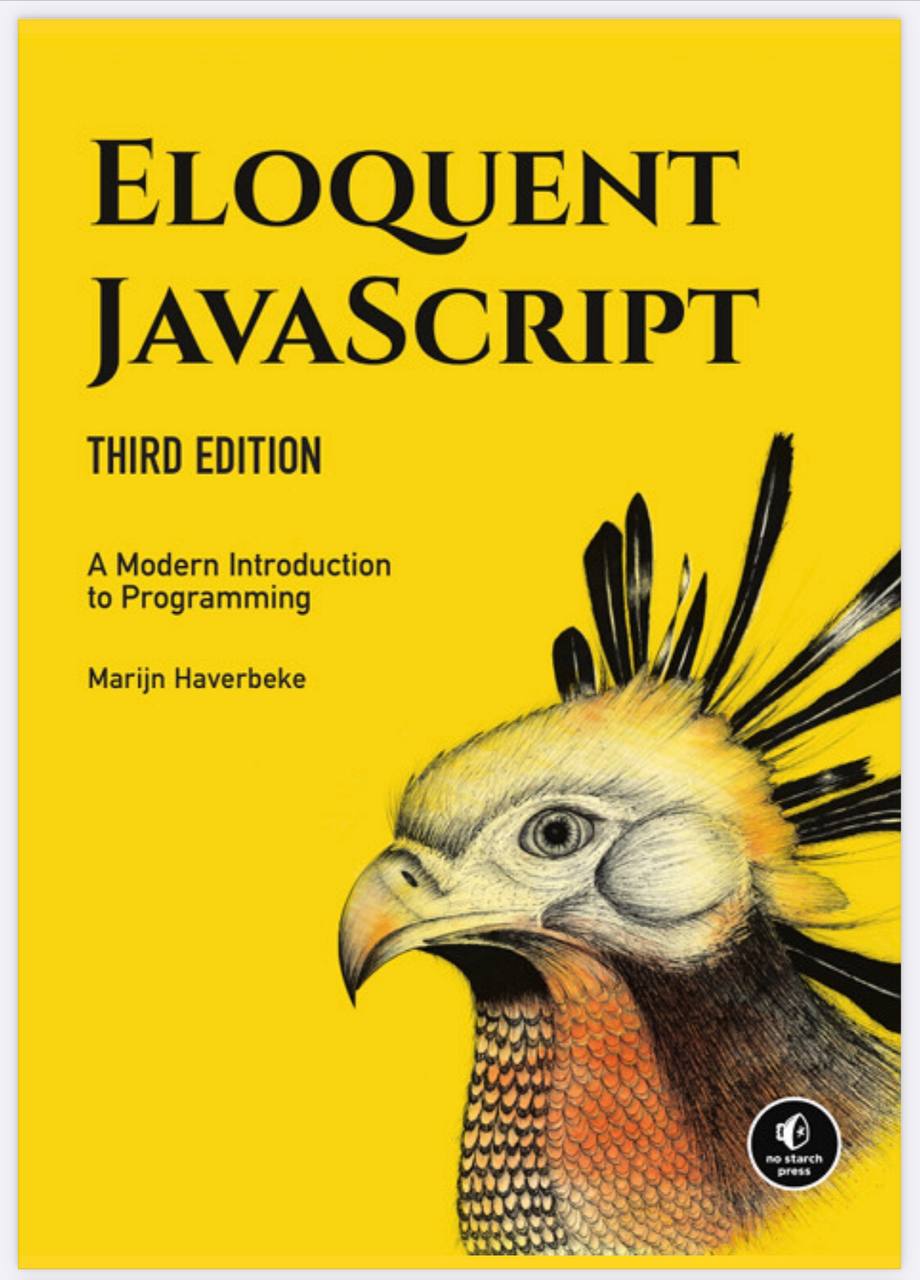 ELOQUENT
JAVASCRIPT
THIRD EDITION
A Modern Introduction
to Programming
Marijn Haverbeke
no starch
press